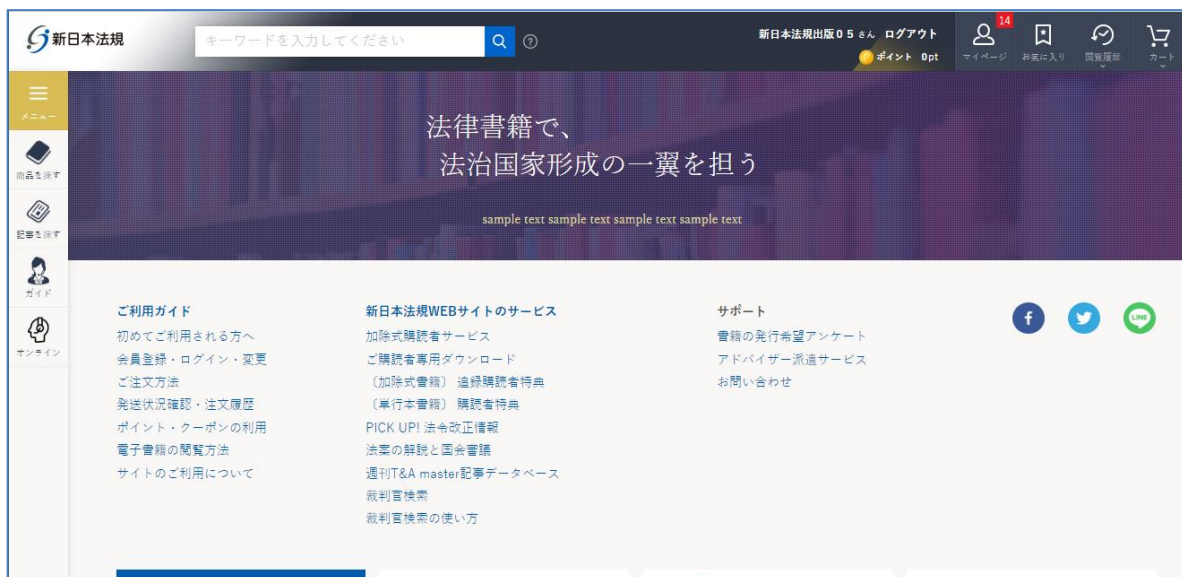 新日本法規
キーワードを入力してください
?
新日本法規出版05さん ログアウト
P ポイント 0pt
14
マイページ
お気に入り
閲覧履歴
カート
メニュー
商品を探す
記事を探す
ガイド
オンライン
法律書籍で、
法治国家形成の一翼を担う
sample text sample text sample text sample text
ご利用ガイド
初めてご利用される方へ
会員登録・ログイン・変更
ご注文方法
発送状況確認・注文履歴
ポイント・クーポンの利用
電子書籍の閲覧方法
サイトのご利用について
新日本法規WEBサイトのサービス
加除式購読者サービス
ご購読者専用ダウンロード
〔加除式書籍〕 追録購読者特典
〔単行本書籍〕 購読者特典
PICK UP! 法令改正情報
法案の解説と国会審議
週刊T&A master記事データベース
裁判官検索
裁判官検索の使い方
サポート
書籍の発行希望アンケート
アドバイザー派遣サービス
お問い合わせ
f
LINE